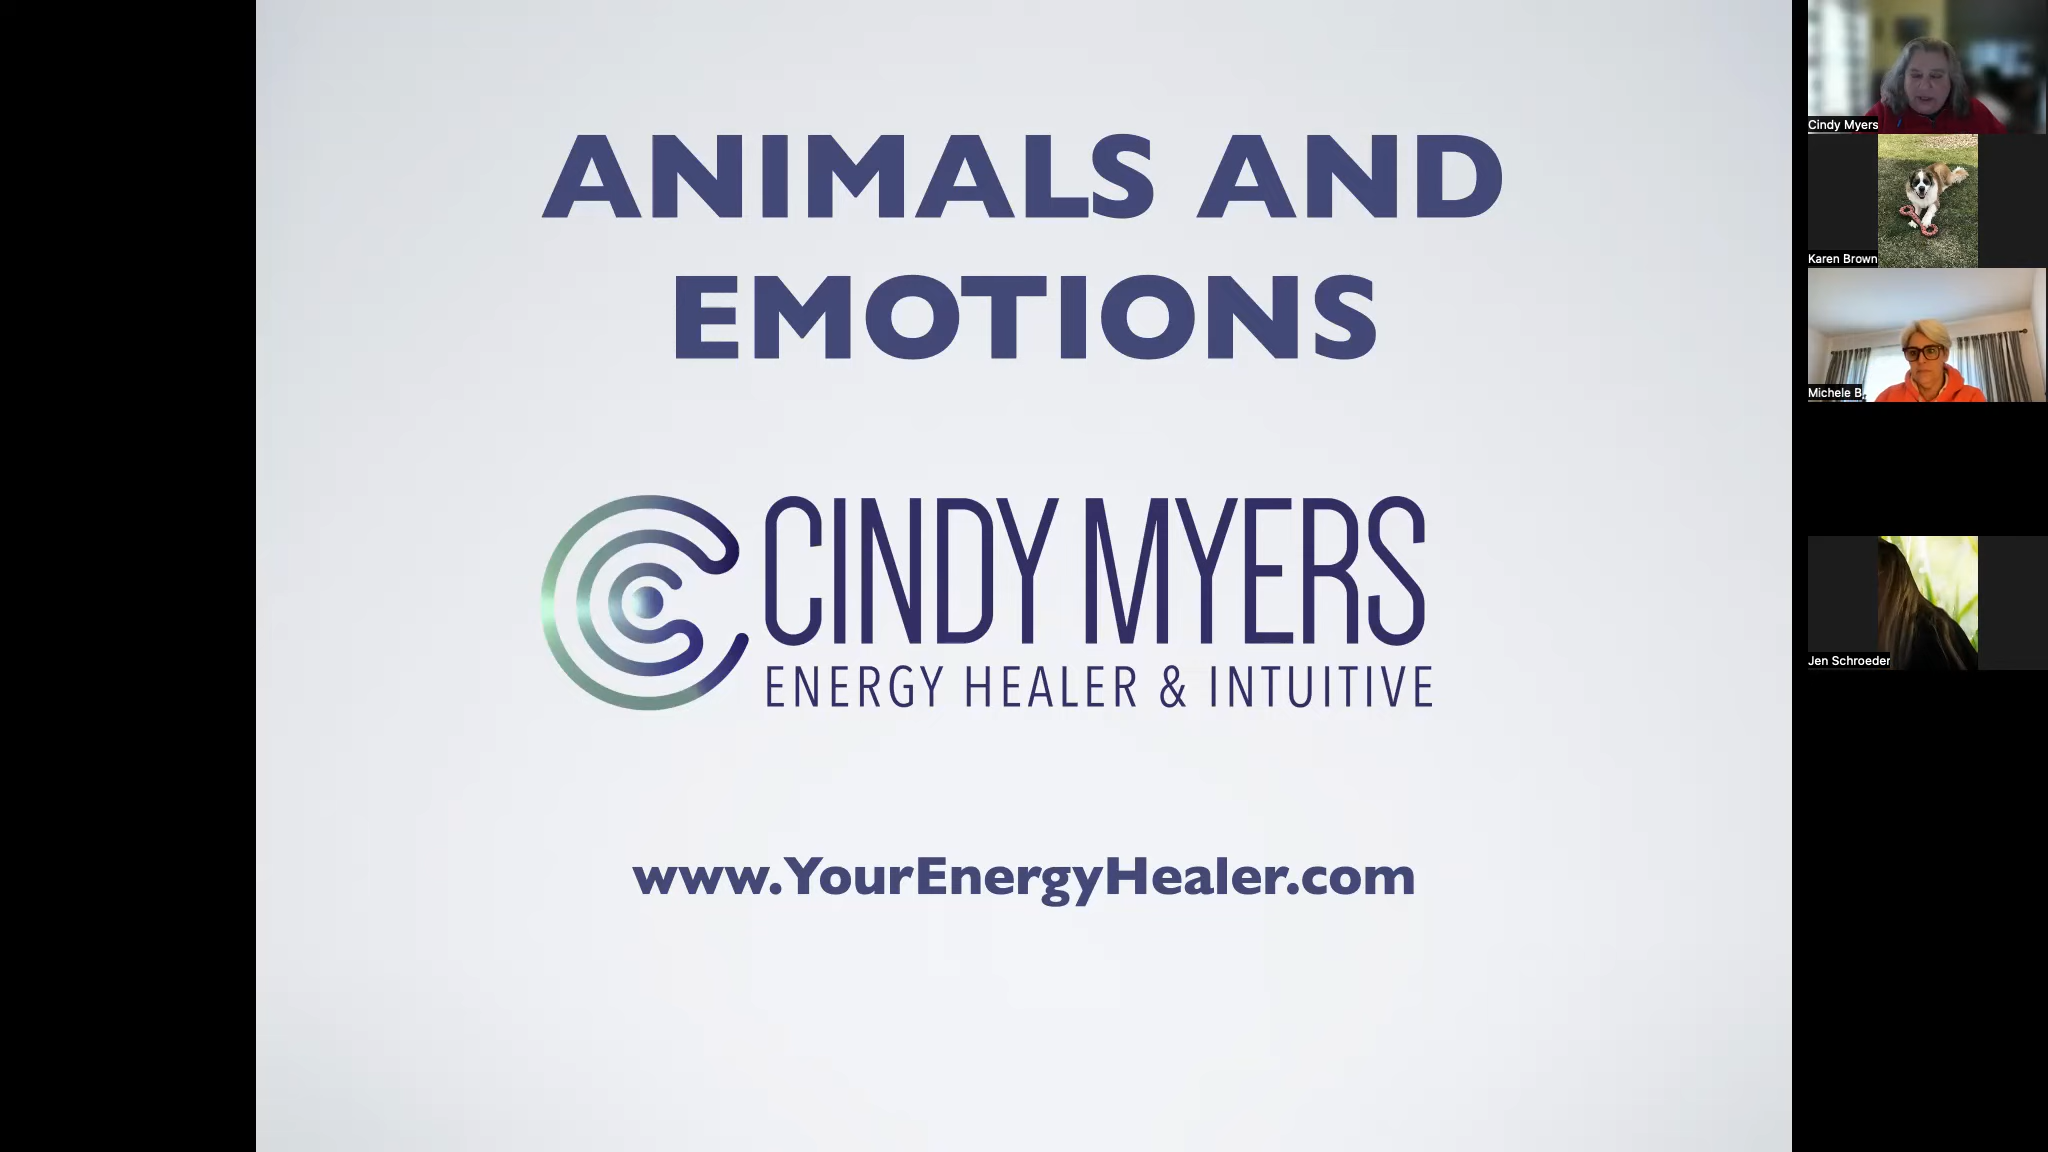 ANIMALS AND
EMOTIONS
CINDY MYERS
ENERGY HEALER & INTUITIVE
www.YourEnergyHealer.com
Cindy Myers
Karen Brown
Michele B.
Jen Schroeder